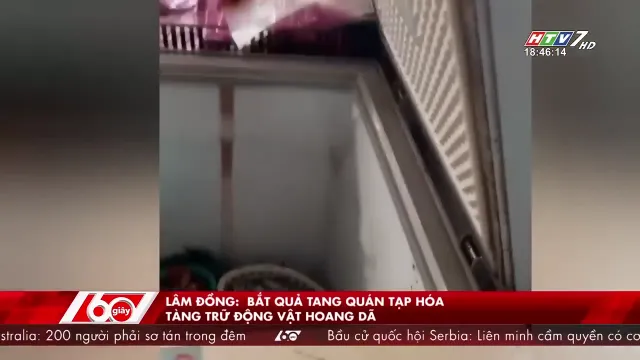 HTV7 HD
18:46:14
60 giây
LÂM ĐỒNG: BẮT QUẢ TANG QUÁN TẠP HÓA
TÀNG TRỮ ĐỘNG VẬT HOANG DÃ
stralia: 200 người phải sơ tán trong đêm
60
Bầu cử quốc hội Serbia: Liên minh cầm quyền có cơ